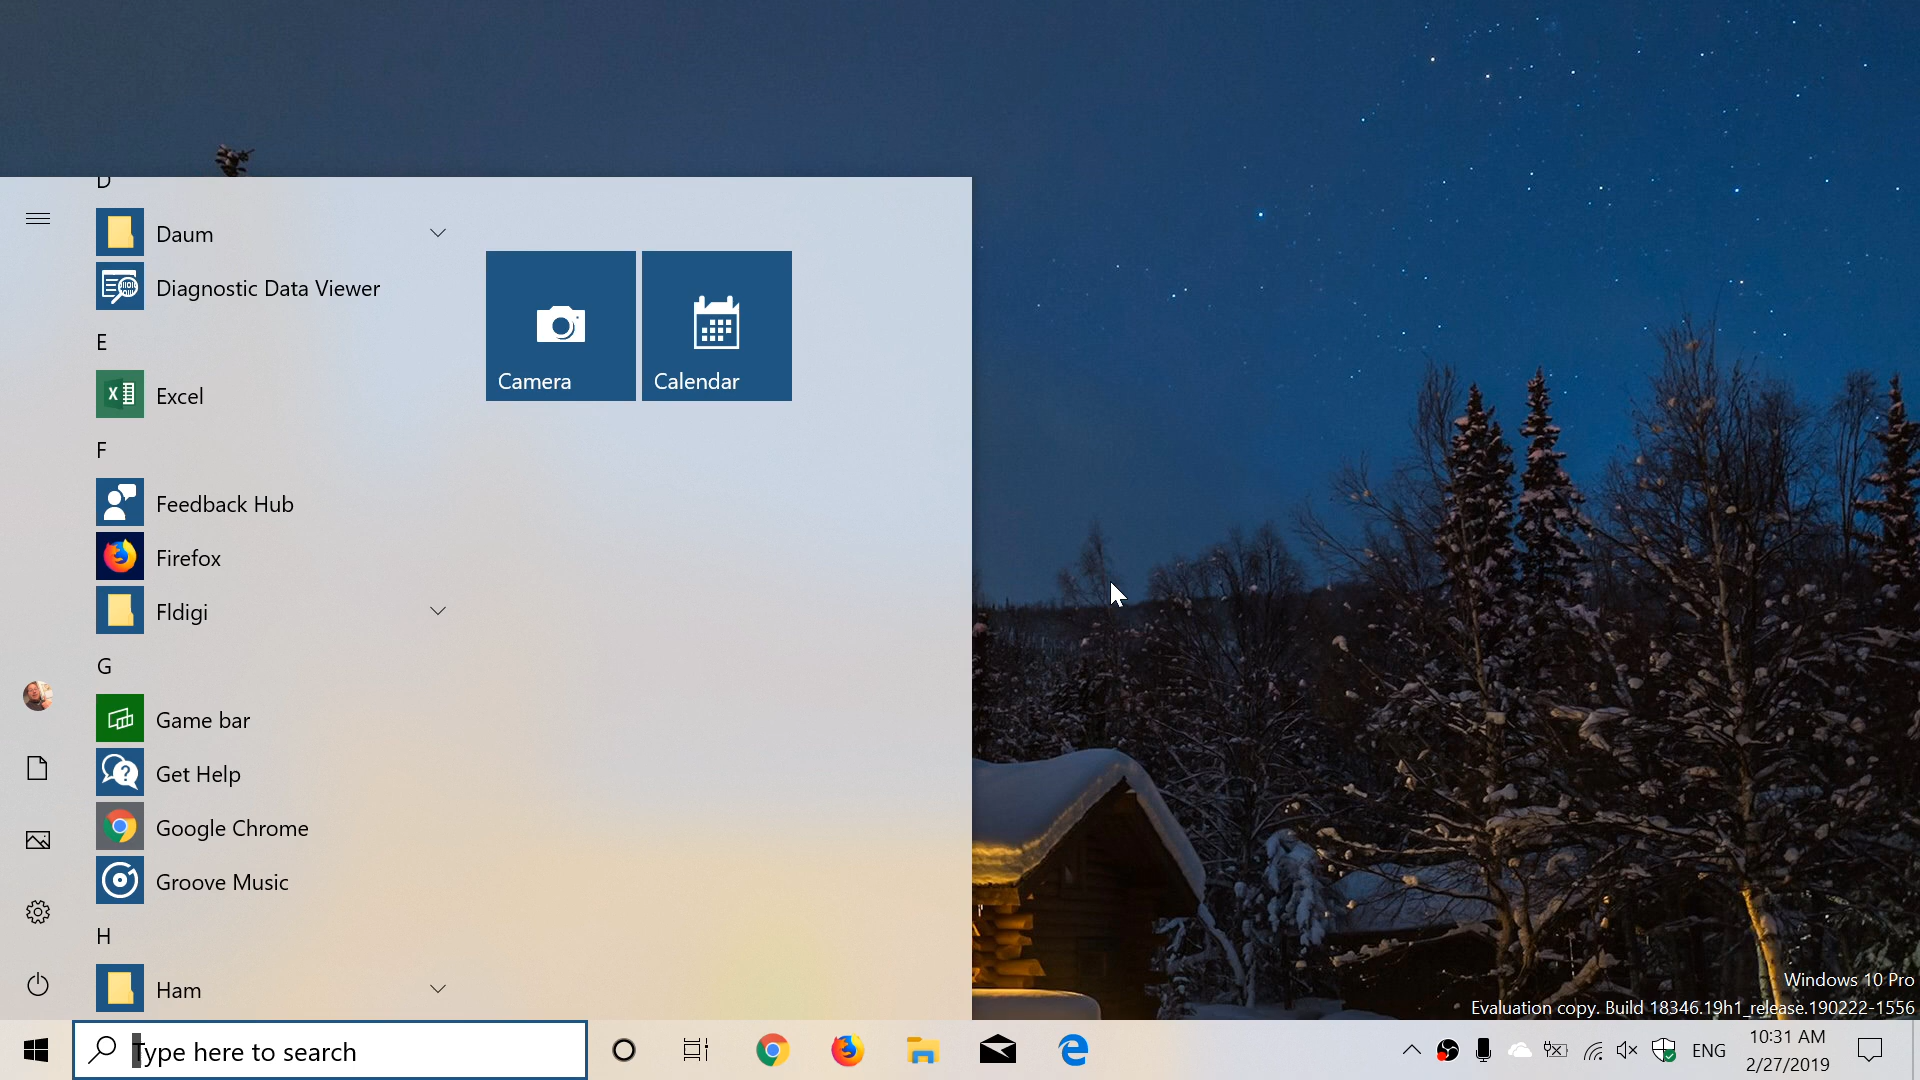 D
Daum
Diagnostic Data Viewer
E
Excel
F
Feedback Hub
Firefox
Fldigi
G
Game bar
Get Help
Google Chrome
Groove Music
H
Ham
Camera
Calendar
Windows 10 Pro
Evaluation copy. Build 18346.19h1_release.190222-1556
Type here to search
ENG
10:31 AM
2/27/2019